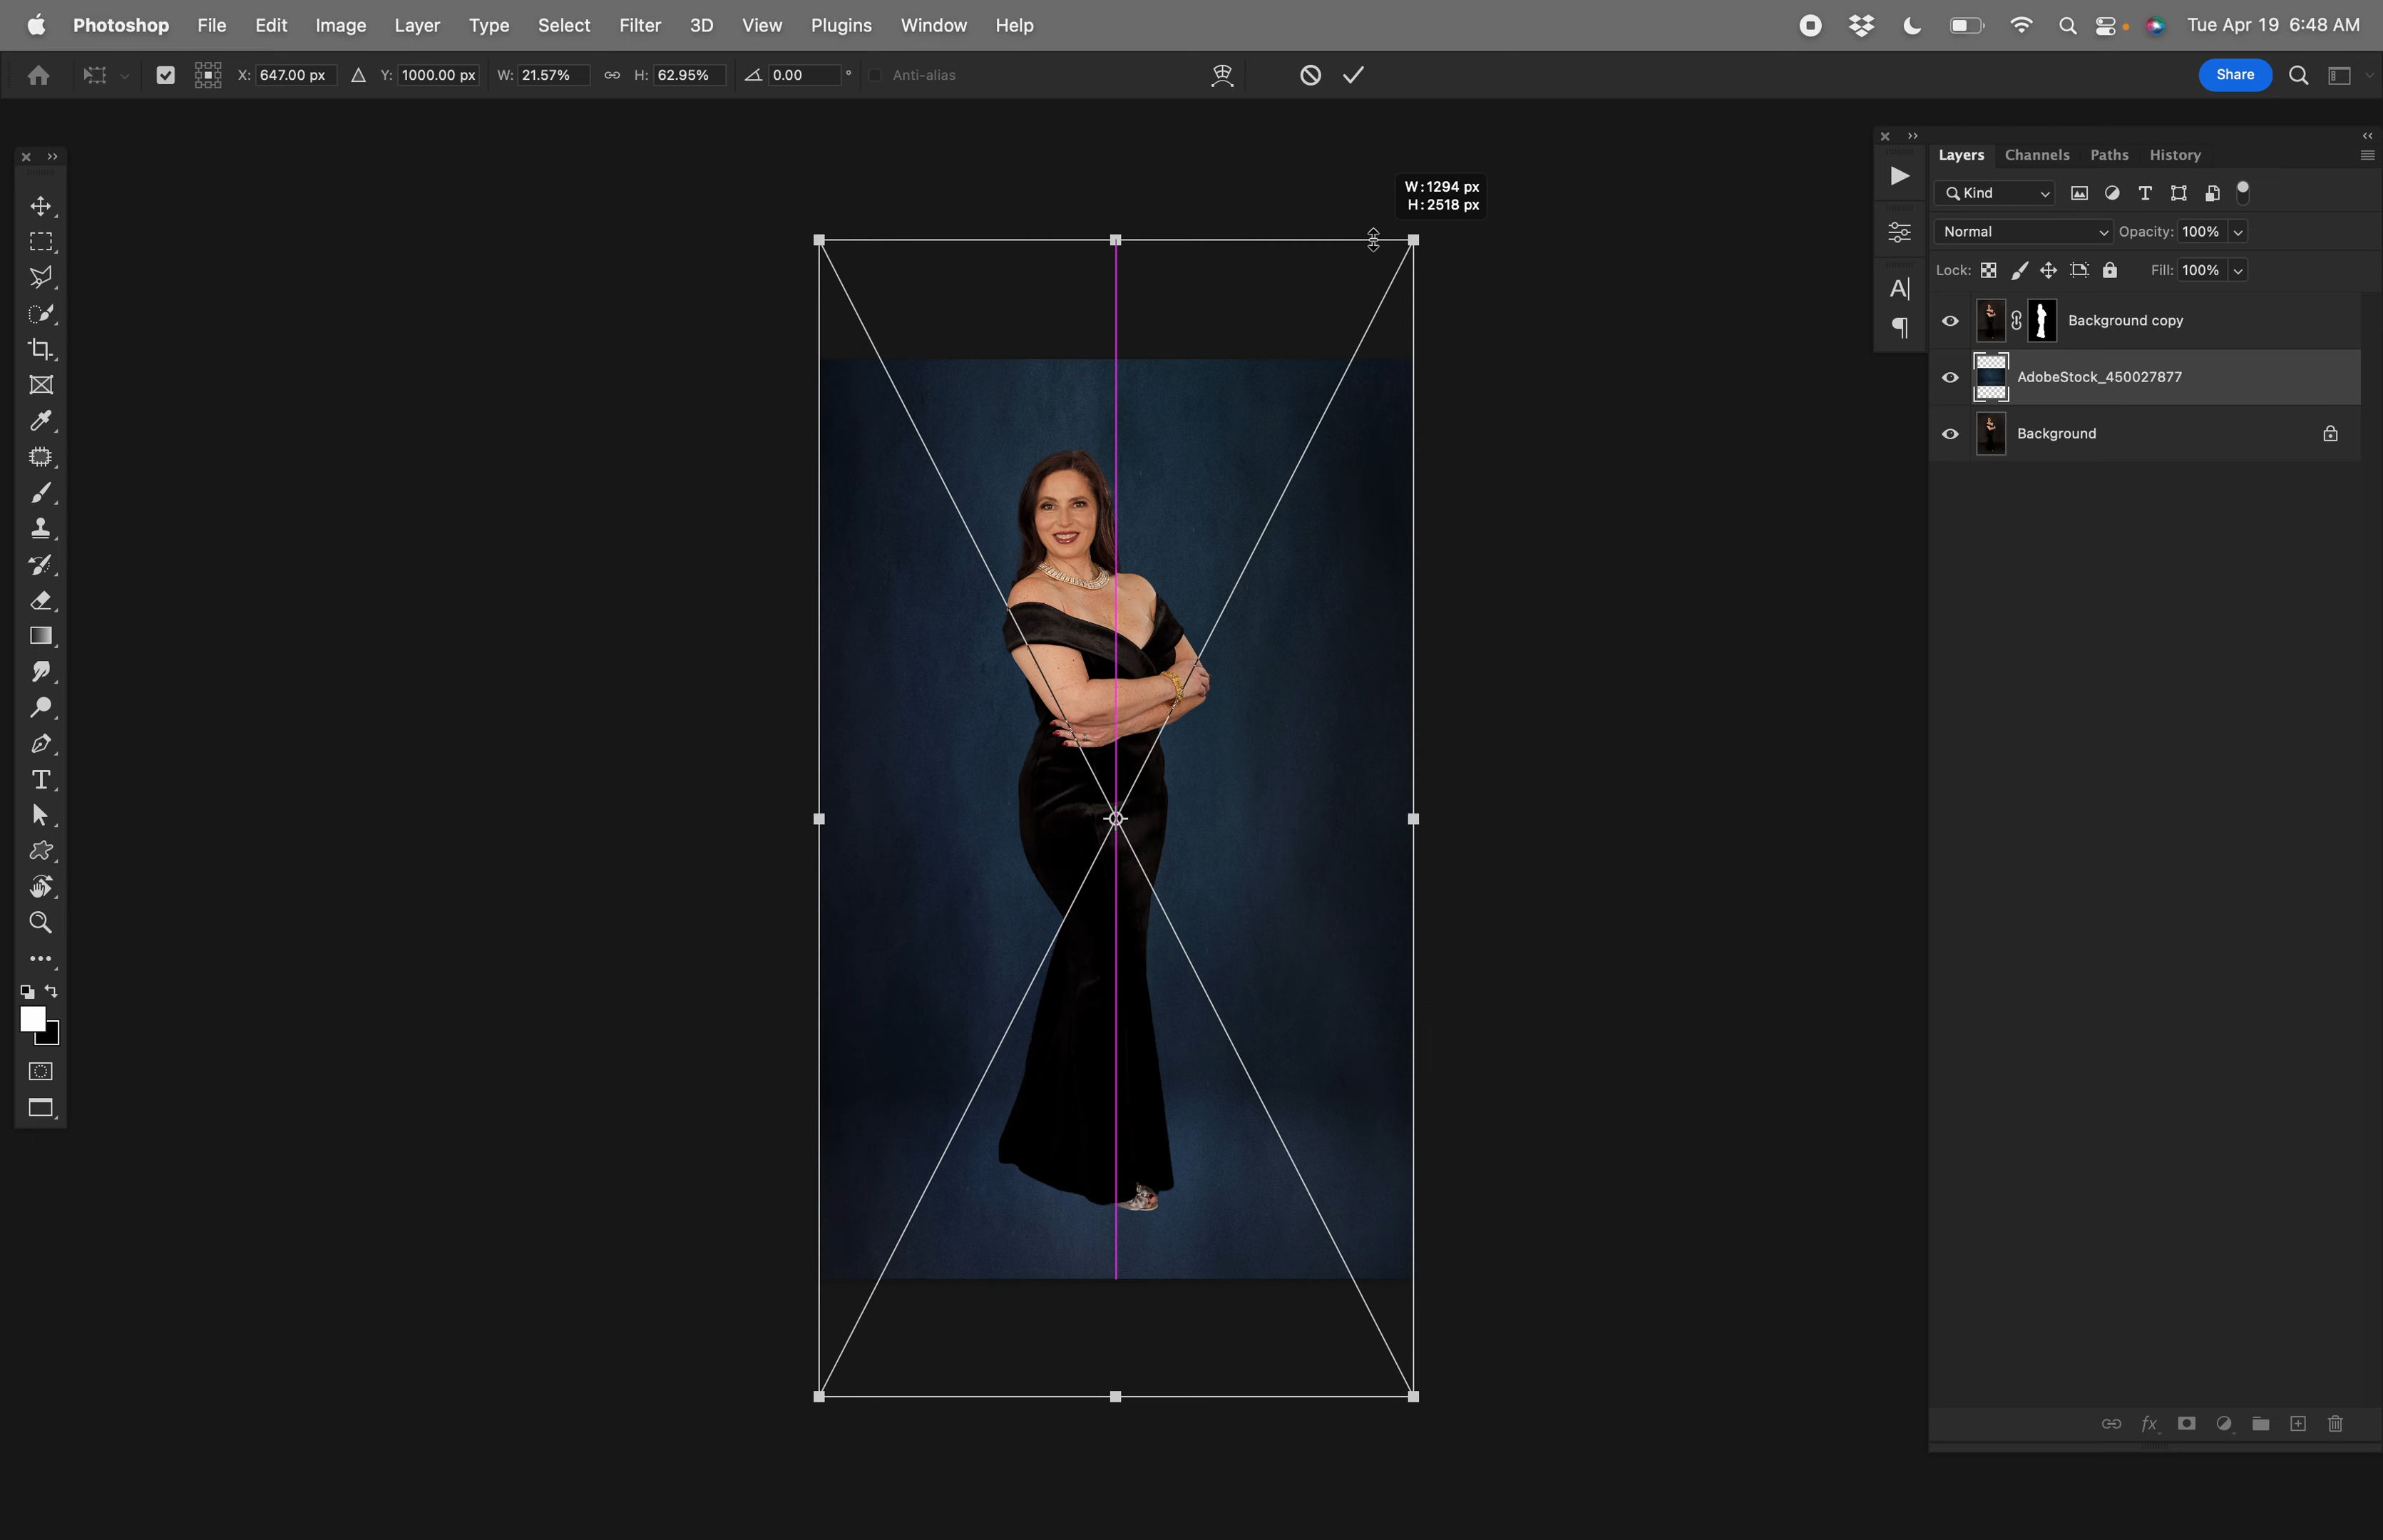 Photoshop File Edit Image Layer Type Select Filter 3D View Plugins Window Help Tue Apr 19 6:48 AM
X: 647.00 px Y: 1000.00 px W: 21.57% H: 62.95% 0.00 ° Anti-alias Share
Layers Channels Paths History
W: 1294 px
H: 2518 px
Kind
Normal Opacity: 100%
Lock: Fill: 100%
Background copy
AdobeStock_450027877
Background